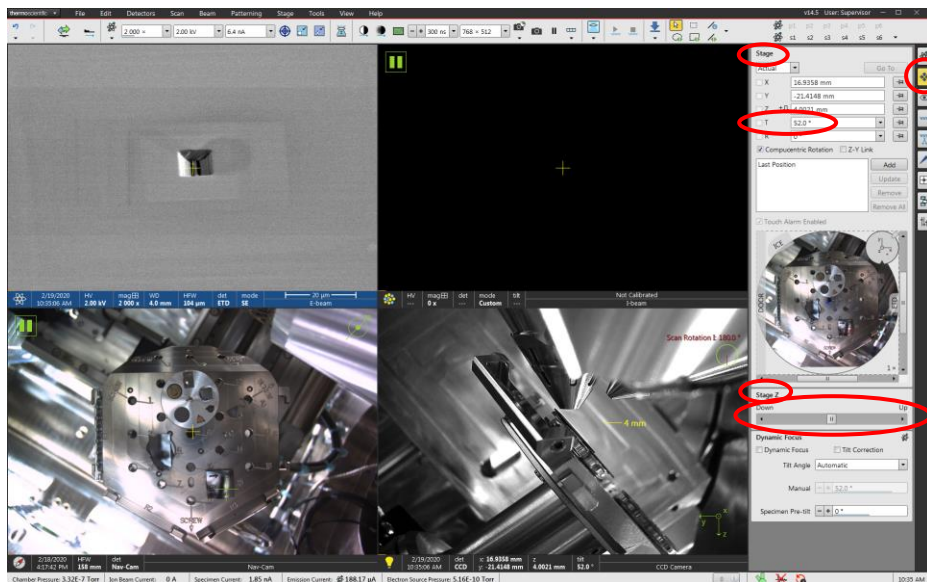 thermoscientific File Edit Detectors Scan Beam Patterning Stage Tools View Help v14.5 User: Supervisor
2 000 × 2.00 kV 6.4 nA 300 ns 768 × 512
p1 p2 p3 p4 p5 p6
s1 s2 s3 s4 s5 s6
Stage
Actual Go To
X 16.9358 mm
Y -21.4148 mm
Z 4.0021 mm
T 52.0 °
R
Compucentric Rotation Z-Y Link
Last Position Add
Update
Remove
Remove All
Touch Alarm Enabled
ICE
DOOR
ETD
1 ×
Stage Z
Down Up
Dynamic Focus
Dynamic Focus Tilt Correction
Tilt Angle Automatic
Manual 52.0 °
Specimen Pre-tilt 0 °
2/19/2020 HV mag WD HFW det mode 20 µm
10:35:06 AM 2.00 kV 2 000 x 4.0 mm 104 µm ETD SE E-beam
HV mag det mode tilt Not Calibrated
--- 0 x --- Custom --- I-beam
Scan Rotation I: 180.0 °
4 mm
SCREW
x
y
z
2/18/2020 HFW det
4:17:42 PM 158 mm Nav-Cam Nav-Cam
2/19/2020 det x: 16.9358 mm z tilt
10:35:06 AM CCD 4.0021 mm 52.0 ° CCD Camera
Chamber Pressure: 3.32E-7 Torr Ion Beam Current: 0 A Specimen Current: 1.85 nA Emission Current: 188.17 µA Electron Source Pressure: 5.16E-10 Torr 10:35 AM